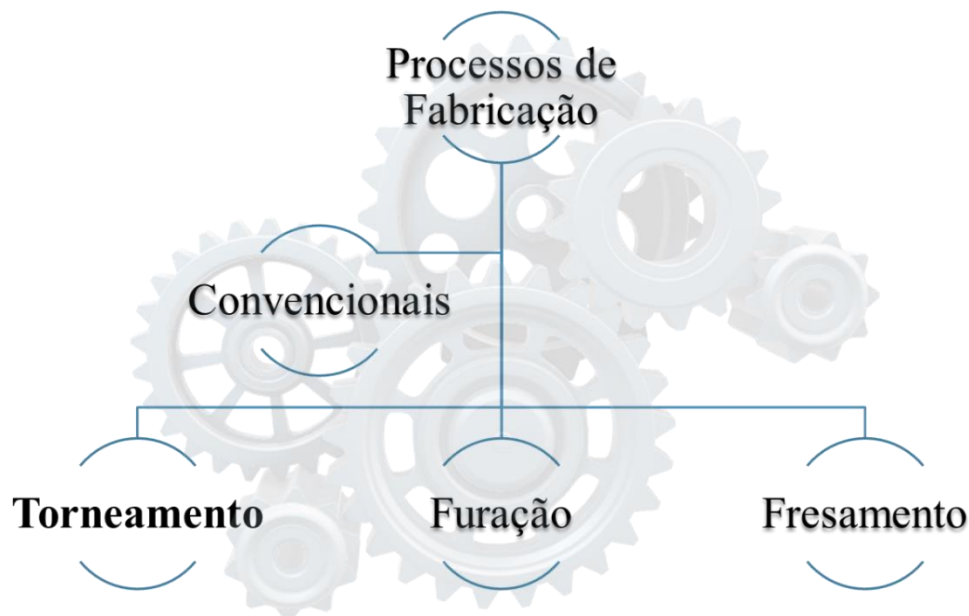 Processos de
Fabricação
Convencionais
Torneamento
Furação
Fresamento